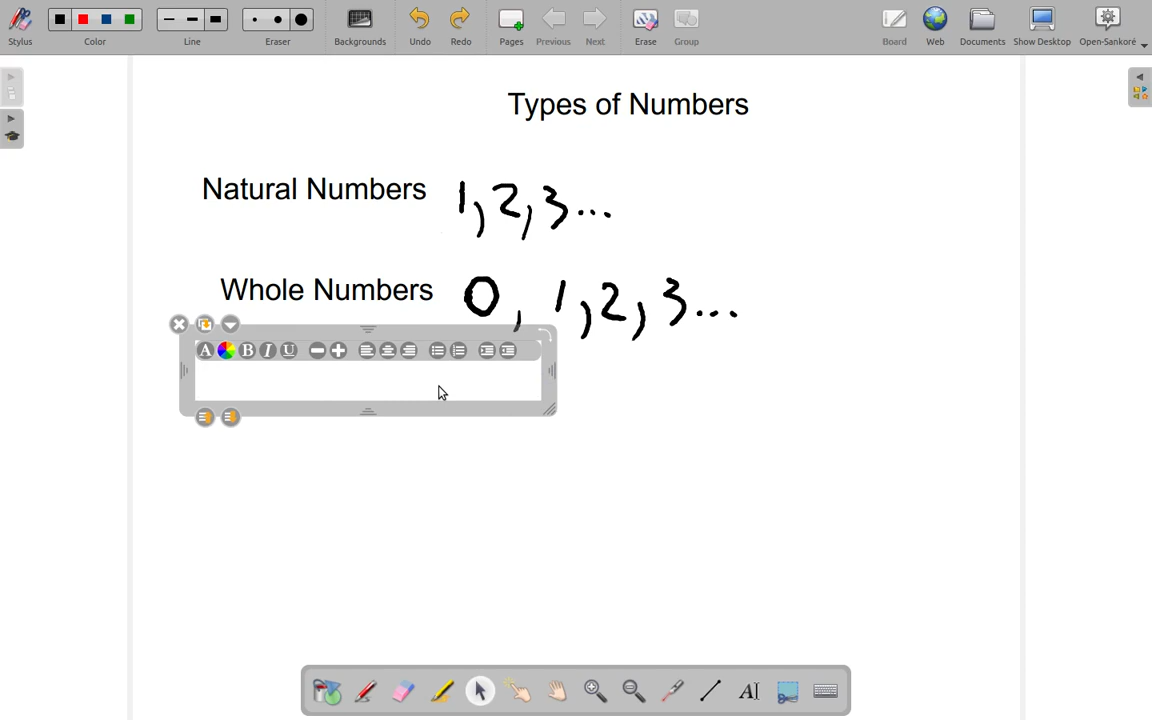 Stylus Color Line Eraser Backgrounds Undo Redo Pages Previous Next Erase Group Board Web Documents Show Desktop Open-Sankoré
Types of Numbers
Natural Numbers 1, 2, 3...
Whole Numbers 0, 1, 2, 3...
A B I U
AI